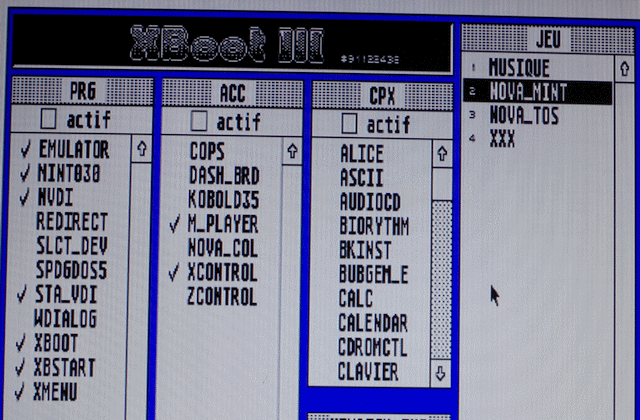 XBoot III
#91128438
PRG
actif
✓ EMULATOR
✓ MINT030
✓ NVDI
REDIRECT
SLCT_DEV
SPDGDOS5
✓ STA_VDI
WDIALOG
✓ XBOOT
✓ XBSTART
✓ XMENU
ACC
actif
COPS
DASH_BRD
KOBOLD35
✓ M_PLAYER
NOVA_COL
✓ XCONTROL
ZCONTROL
CPX
actif
ALICE
ASCII
AUDIOCD
BIORYTHM
BKINST
BUBGEM_E
CALC
CALENDAR
CDROMCTL
CLAVIER
JEU
1 MUSIQUE
2 NOVA_MINT
3 NOVA_TOS
4 XXX